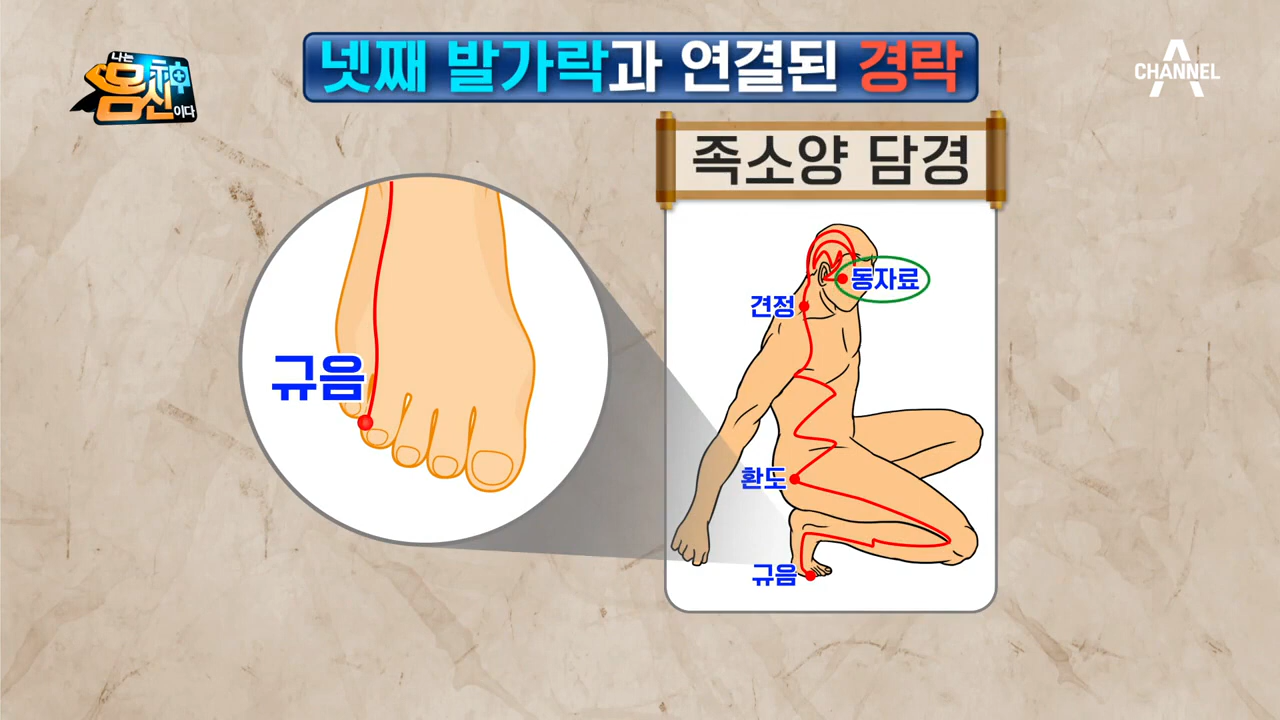 나는
몸신神
이다
넷째 발가락과 연결된 경락
CHANNEL A
족소양 담경
동자료
견정
규음
환도
규음